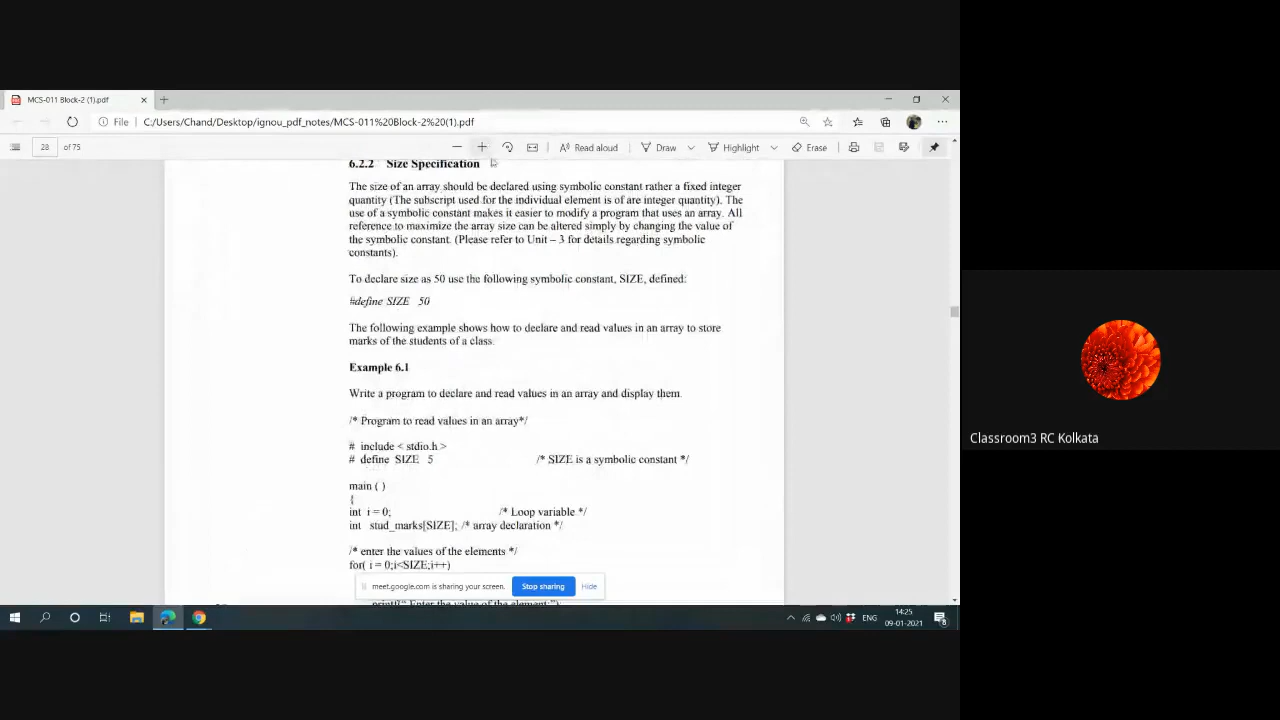 MCS-011 Block-2 (1).pdf
File C:/Users/Chand/Desktop/ignou_pdf_notes/MCS-011%20Block-2%20(1).pdf
28 of 75 Read aloud Draw Highlight Erase
6.2.2 Size Specification
The size of an array should be declared using symbolic constant rather a fixed integer
quantity (The subscript used for the individual element is of are integer quantity). The
use of a symbolic constant makes it easier to modify a program that uses an array. All
reference to maximize the array size can be altered simply by changing the value of
the symbolic constant. (Please refer to Unit – 3 for details regarding symbolic
constants).
To declare size as 50 use the following symbolic constant, SIZE, defined:
#define SIZE 50
The following example shows how to declare and read values in an array to store
marks of the students of a class.
Example 6.1
Write a program to declare and read values in an array and display them.
/* Program to read values in an array*/
# include < stdio.h >
# define SIZE 5 /* SIZE is a symbolic constant */
main ( )
{
int i = 0; /* Loop variable */
int stud_marks[SIZE]; /* array declaration */
/* enter the values of the elements */
for( i = 0;i<SIZE;i++)
meet.google.com is sharing your screen. Stop sharing Hide
printf(“ Enter the value of the element:”);
ENG 14:25
09-01-2021
Classroom3 RC Kolkata